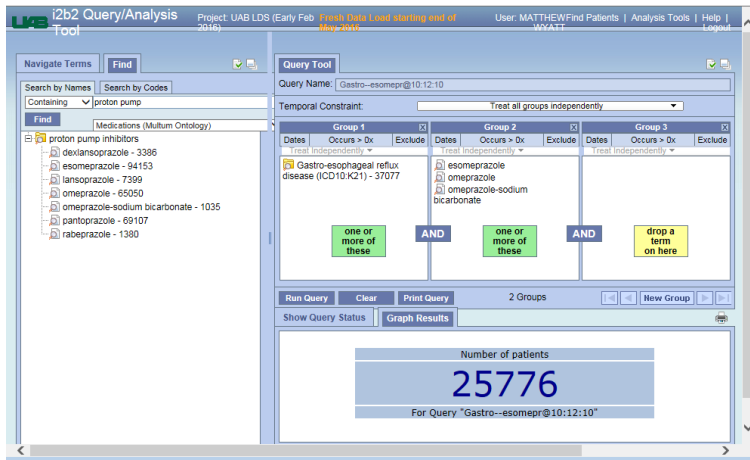 UAB i2b2 Query/Analysis Tool
Project: UAB LDS (Early Feb 2016)
Fresh Data Load starting end of May 2016
User: MATTHEW WYATT
Find Patients | Analysis Tools | Help | Logout
Navigate Terms Find
Search by Names Search by Codes
Containing proton pump
Find Medications (Multum Ontology)
proton pump inhibitors
dexlansoprazole - 3386
esomeprazole - 94153
lansoprazole - 7399
omeprazole - 65050
omeprazole-sodium bicarbonate - 1035
pantoprazole - 69107
rabeprazole - 1380
Query Tool
Query Name: Gastro--esomepr@10:12:10
Temporal Constraint: Treat all groups independently
Group 1 X
Dates Occurs > 0x Exclude
Treat Independently
Gastro-esophageal reflux
disease (ICD10:K21) - 37077
one or
more of
these
AND
Group 2 X
Dates Occurs > 0x Exclude
Treat Independently
esomeprazole
omeprazole
omeprazole-sodium
bicarbonate
one or
more of
these
AND
Group 3 X
Dates Occurs > 0x Exclude
Treat Independently
drop a
term
on here
Run Query Clear Print Query 2 Groups New Group
Show Query Status Graph Results
Number of patients
25776
For Query "Gastro--esomepr@10:12:10"